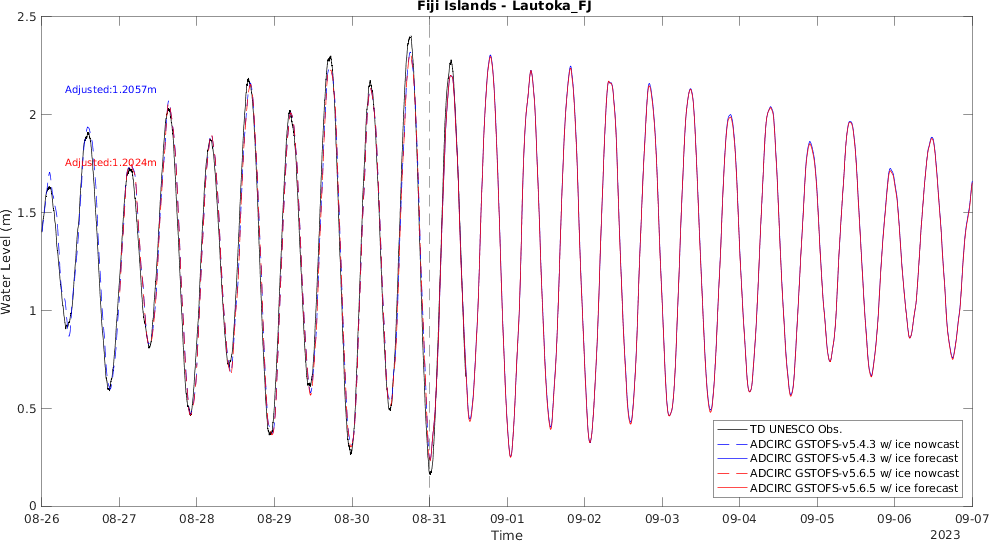 Fiji Islands - Lautoka_FJ
2.5
2
1.5
1
0.5
0
Water Level (m)
Adjusted:1.2057m
Adjusted:1.2024m
TD UNESCO Obs.
ADCIRC GSTOFS-v5.4.3 w/ ice nowcast
ADCIRC GSTOFS-v5.4.3 w/ ice forecast
ADCIRC GSTOFS-v5.6.5 w/ ice nowcast
ADCIRC GSTOFS-v5.6.5 w/ ice forecast
08-26 08-27 08-28 08-29 08-30 08-31 09-01 09-02 09-03 09-04 09-05 09-06 09-07
Time
2023